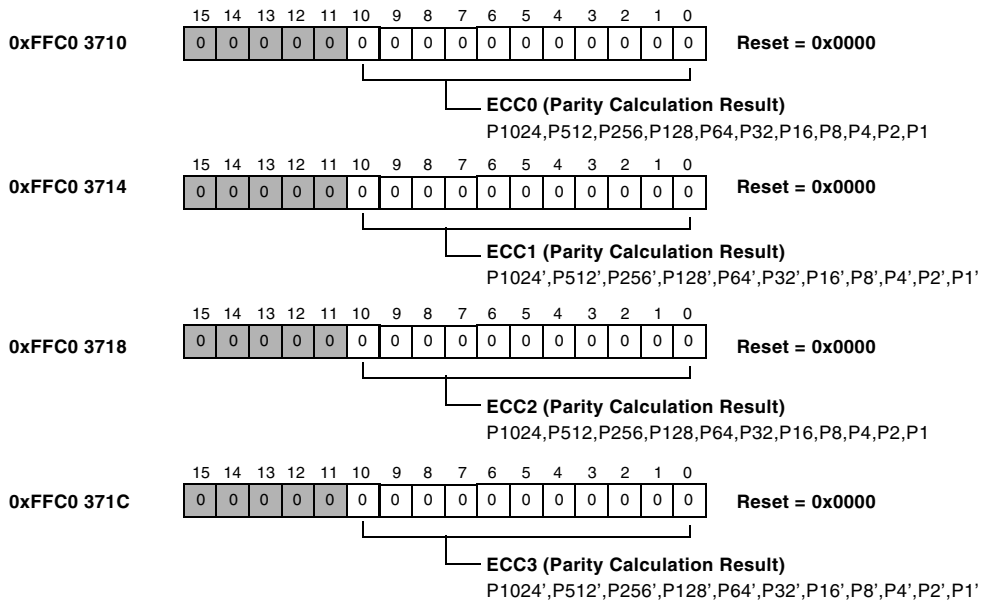 15 14 13 12 11 10 9 8 7 6 5 4 3 2 1 0
0xFFC0 3710 0 0 0 0 0 0 0 0 0 0 0 0 0 0 0 0 Reset = 0x0000
ECC0 (Parity Calculation Result)
P1024,P512,P256,P128,P64,P32,P16,P8,P4,P2,P1
15 14 13 12 11 10 9 8 7 6 5 4 3 2 1 0
0xFFC0 3714 0 0 0 0 0 0 0 0 0 0 0 0 0 0 0 0 Reset = 0x0000
ECC1 (Parity Calculation Result)
P1024',P512',P256',P128',P64',P32',P16',P8',P4',P2',P1'
15 14 13 12 11 10 9 8 7 6 5 4 3 2 1 0
0xFFC0 3718 0 0 0 0 0 0 0 0 0 0 0 0 0 0 0 0 Reset = 0x0000
ECC2 (Parity Calculation Result)
P1024,P512,P256,P128,P64,P32,P16,P8,P4,P2,P1
15 14 13 12 11 10 9 8 7 6 5 4 3 2 1 0
0xFFC0 371C 0 0 0 0 0 0 0 0 0 0 0 0 0 0 0 0 Reset = 0x0000
ECC3 (Parity Calculation Result)
P1024',P512',P256',P128',P64',P32',P16',P8',P4',P2',P1'